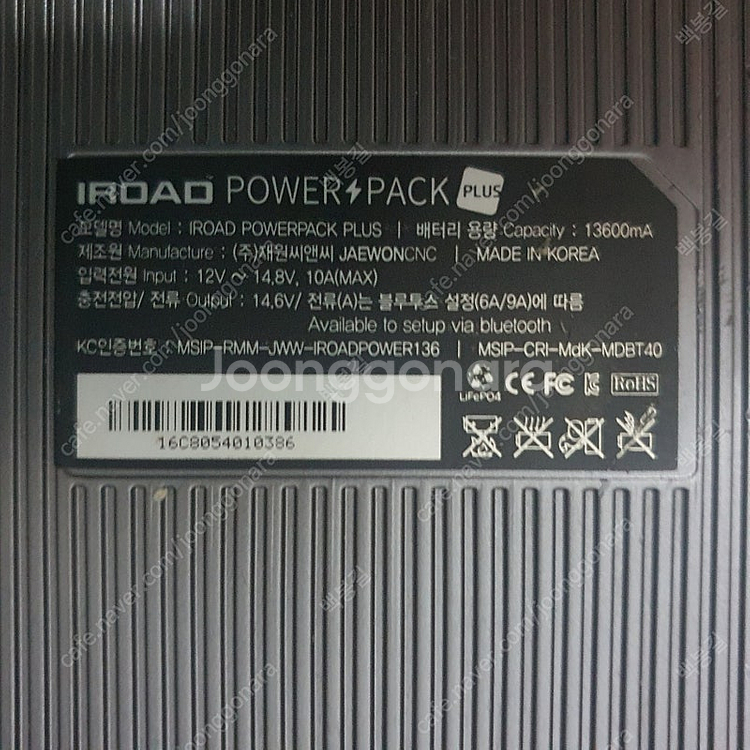 IROAD POWER PACK PLUS
모델명 Model : IROAD POWERPACK PLUS | 배터리 용량 Capacity : 13600mA
제조원 Manufacture : (주)재원씨앤씨 JAEWONCNC | MADE IN KOREA
입력전원 Input : 12V ~ 14.8V, 10A(MAX)
충전전압/ 전류 Output : 14.6V/ 전류(A)는 블루투스 설정(6A/9A)에 따름
Available to setup via bluetooth
KC인증번호 : MSIP-RMM-JWW-IROADPOWER136 | MSIP-CRI-MdK-MDBT40
Joonggonara
LiFePO4 CE FC RoHS
16C8054010386
cafe.naver.com/joonggonara
백봉길